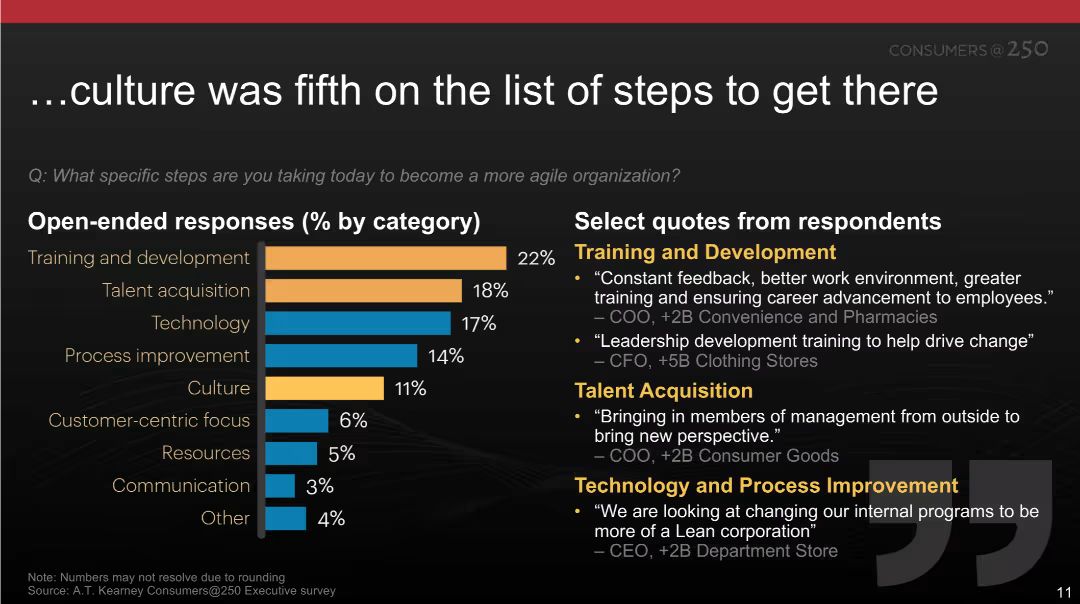 CONSUMERS@250
…culture was fifth on the list of steps to get there
Q: What specific steps are you taking today to become a more agile organization?
Open-ended responses (% by category)
Training and development 22%
Talent acquisition 18%
Technology 17%
Process improvement 14%
Culture 11%
Customer-centric focus 6%
Resources 5%
Communication 3%
Other 4%
Select quotes from respondents
Training and Development
• “Constant feedback, better work environment, greater
training and ensuring career advancement to employees.”
– COO, +2B Convenience and Pharmacies
• “Leadership development training to help drive change”
– CFO, +5B Clothing Stores
Talent Acquisition
• “Bringing in members of management from outside to
bring new perspective.”
– COO, +2B Consumer Goods
Technology and Process Improvement
• “We are looking at changing our internal programs to be
more of a Lean corporation”
– CEO, +2B Department Store
Note: Numbers may not resolve due to rounding
Source: A.T. Kearney Consumers@250 Executive survey
11